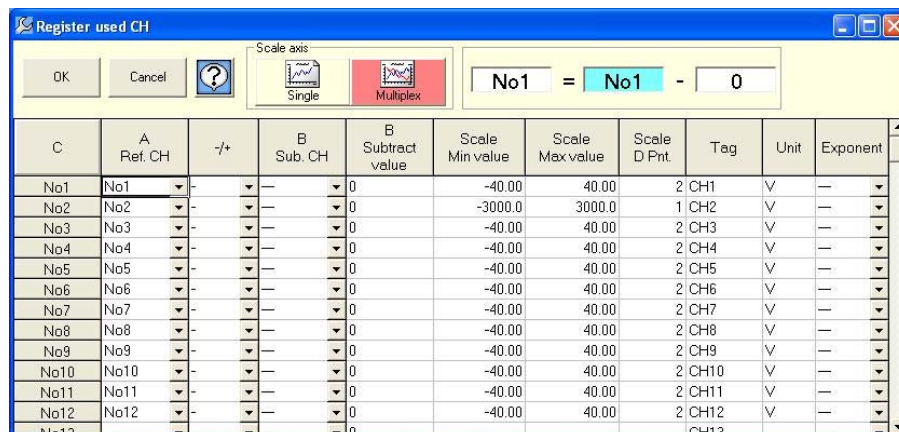 Register used CH
OK Cancel Scale axis Single Multiplex No1 = No1 - 0
C A Ref. CH -/+ B Sub. CH B Subtract value Scale Min value Scale Max value Scale D Pnt. Tag Unit Exponent
No1 No1 - — 0 -40.00 40.00 2 CH1 V —
No2 No2 - — 0 -3000.0 3000.0 1 CH2 V —
No3 No3 - — 0 -40.00 40.00 2 CH3 V —
No4 No4 - — 0 -40.00 40.00 2 CH4 V —
No5 No5 - — 0 -40.00 40.00 2 CH5 V —
No6 No6 - — 0 -40.00 40.00 2 CH6 V —
No7 No7 - — 0 -40.00 40.00 2 CH7 V —
No8 No8 - — 0 -40.00 40.00 2 CH8 V —
No9 No9 - — 0 -40.00 40.00 2 CH9 V —
No10 No10 - — 0 -40.00 40.00 2 CH10 V —
No11 No11 - — 0 -40.00 40.00 2 CH11 V —
No12 No12 - — 0 -40.00 40.00 2 CH12 V —